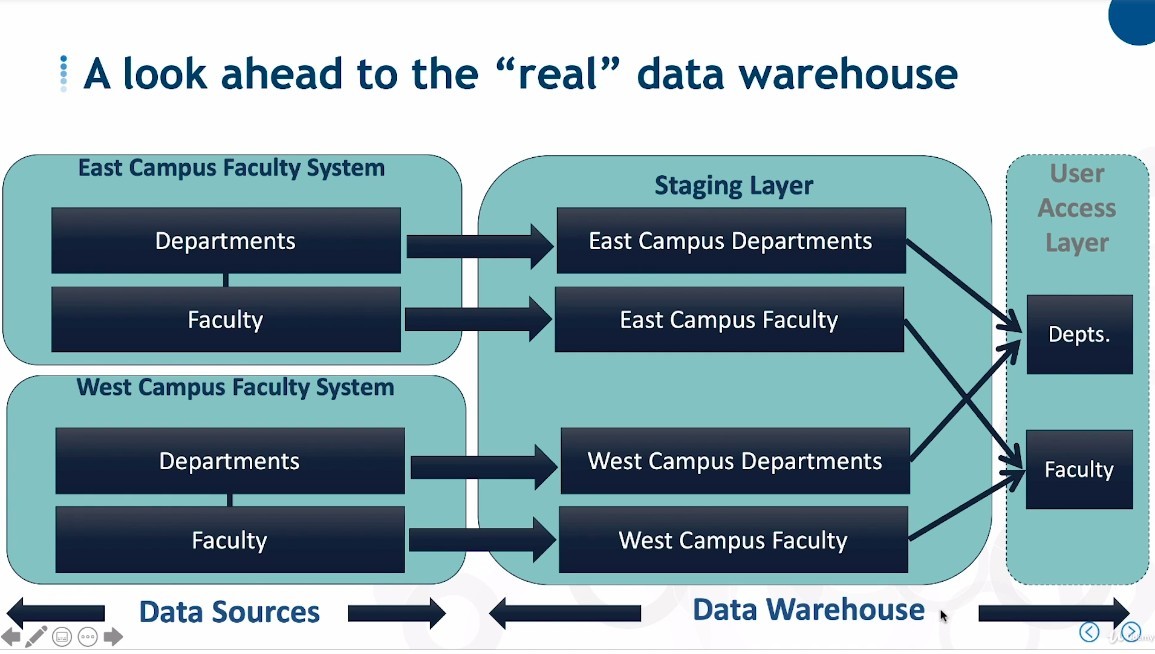 A look ahead to the “real” data warehouse
East Campus Faculty System
Departments
Faculty
West Campus Faculty System
Departments
Faculty
Staging Layer
East Campus Departments
East Campus Faculty
West Campus Departments
West Campus Faculty
User
Access
Layer
Depts.
Faculty
Data Sources
Data Warehouse